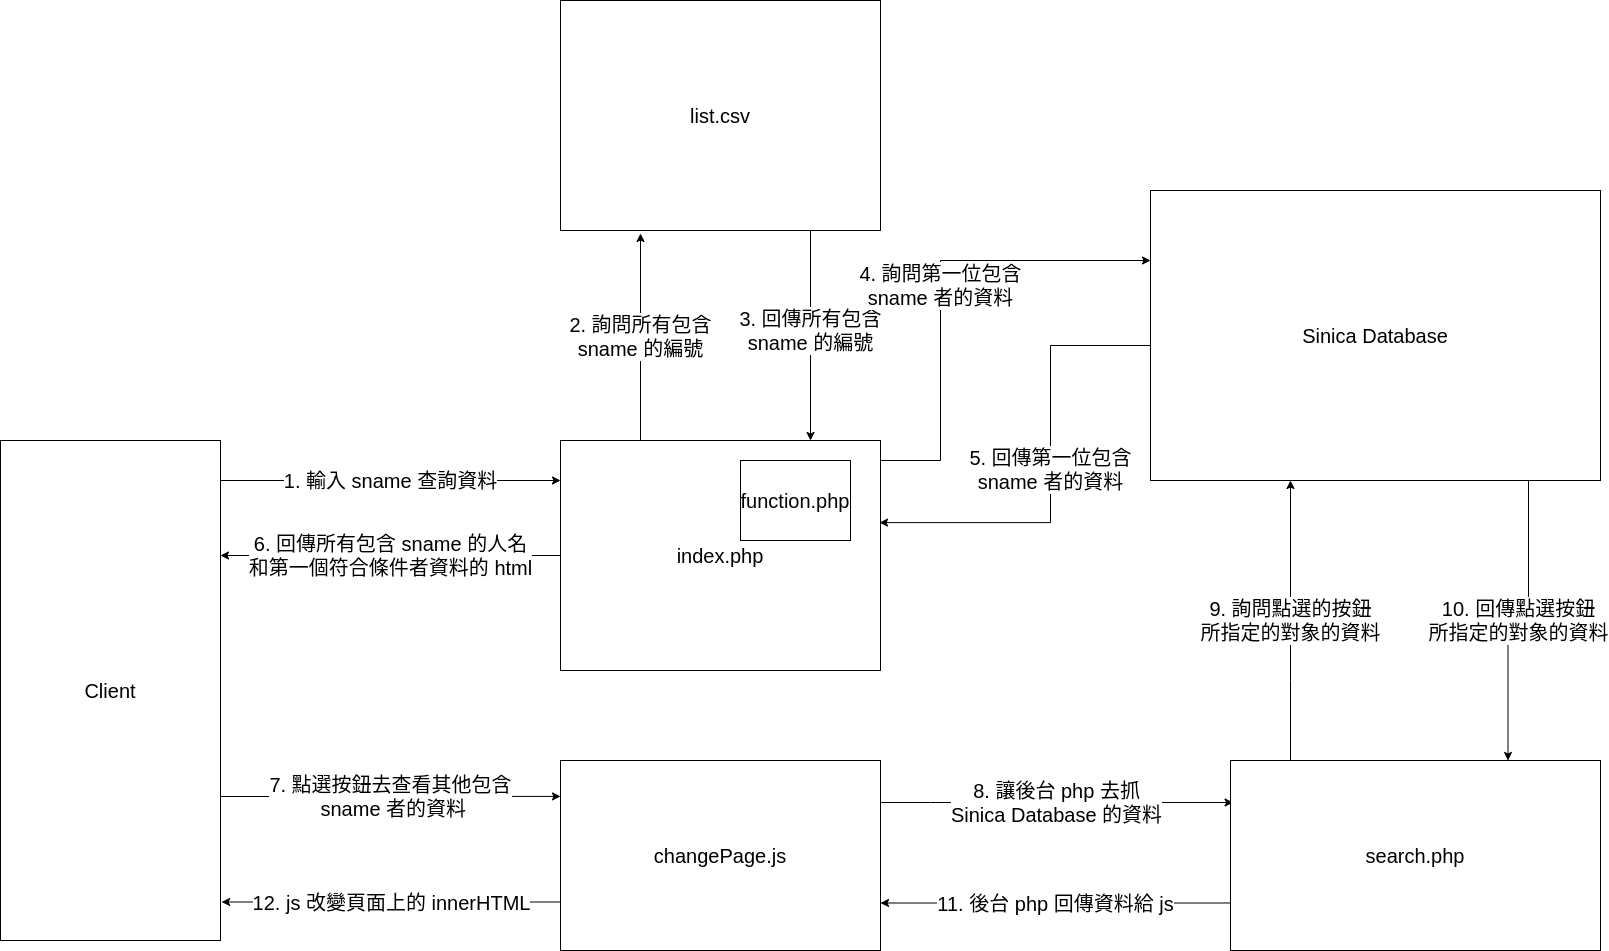 list.csv
4. 詢問第一位包含
sname 者的資料
2. 詢問所有包含
sname 的編號
3. 回傳所有包含
sname 的編號
Sinica Database
5. 回傳第一位包含
sname 者的資料
1. 輸入 sname 查詢資料
function.php
index.php
6. 回傳所有包含 sname 的人名
和第一個符合條件者資料的 html
9. 詢問點選的按鈕
所指定的對象的資料
10. 回傳點選按鈕
所指定的對象的資料
Client
7. 點選按鈕去查看其他包含
sname 者的資料
8. 讓後台 php 去抓
Sinica Database 的資料
changePage.js
search.php
12. js 改變頁面上的 innerHTML
11. 後台 php 回傳資料給 js